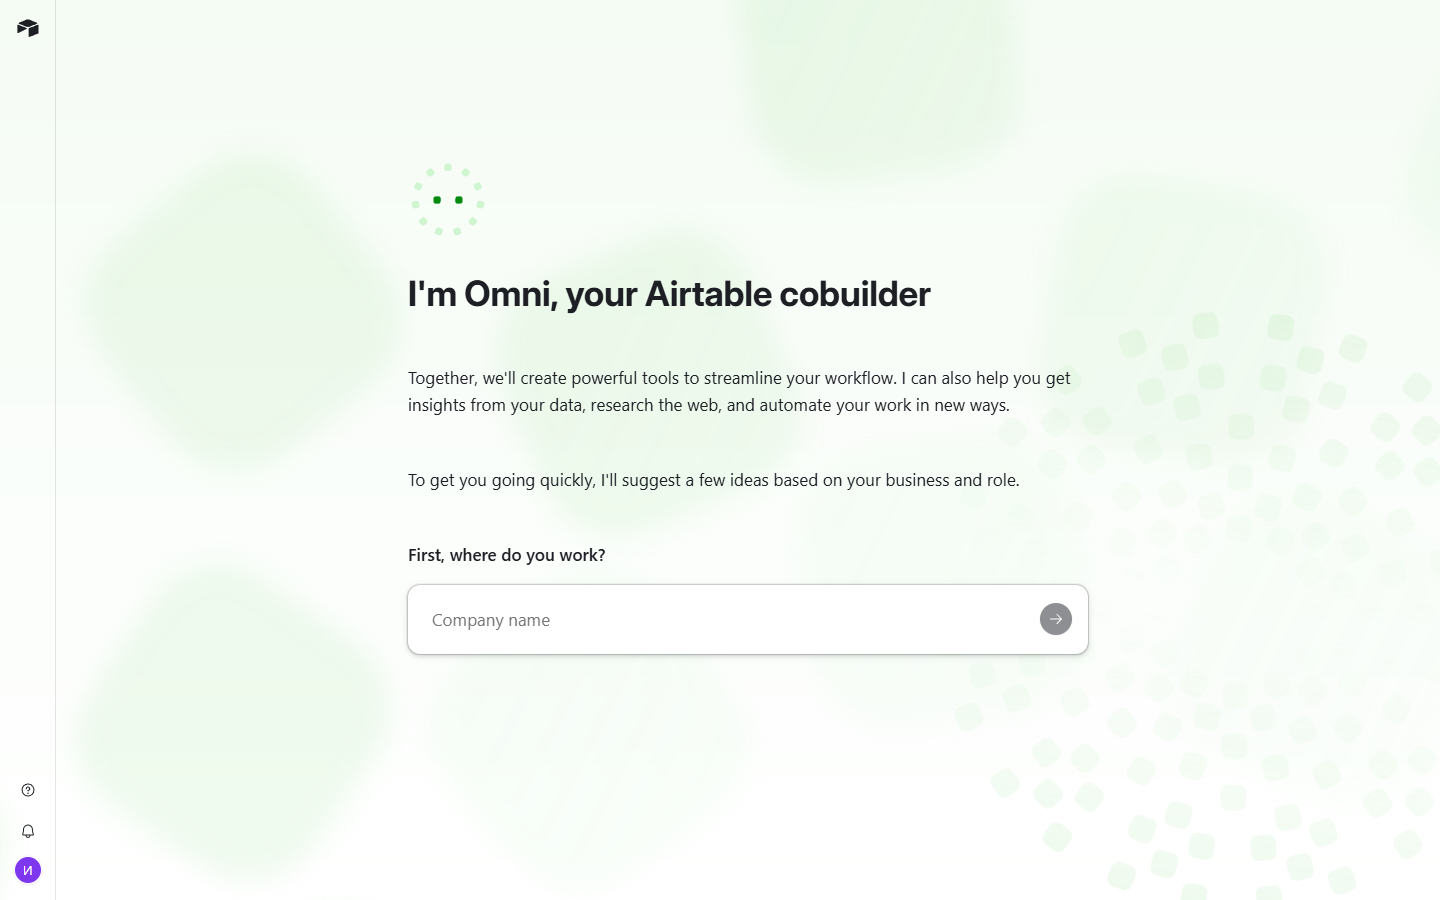 I'm Omni, your Airtable cobuilder
Together, we'll create powerful tools to streamline your workflow. I can also help you get
insights from your data, research the web, and automate your work in new ways.
To get you going quickly, I'll suggest a few ideas based on your business and role.
First, where do you work?
Company name
И